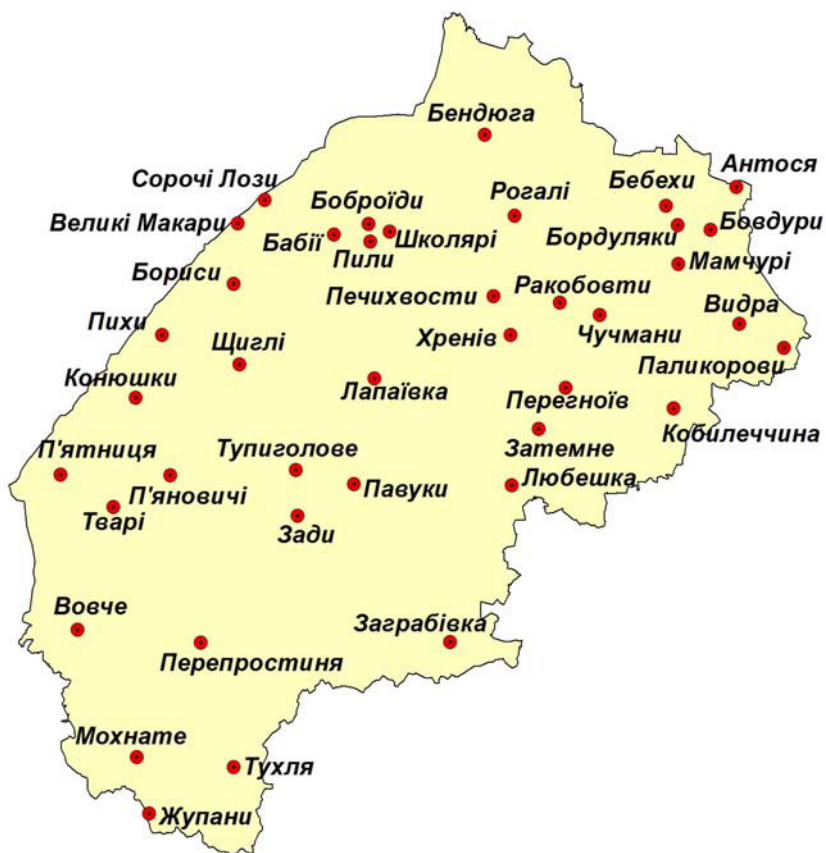 Бендюга
Антося
Сорочі Лози
Бебехи
Боброїди
Рогалі
Великі Макари
Бабії
Школярі
Бордуляки
Бовдури
Пили
Мамчурі
Бориси
Печихвости
Ракобовти
Видра
Пихи
Щиглі
Хренів
Чучмани
Паликорови
Конюшки
Лапаївка
Перегноїв
Кобилеччина
П'ятниця
Тупиголове
Затемне
П'яновичі
Павуки
Любешка
Тварі
Зади
Вовче
Заграбівка
Перепростиня
Мохнате
Тухля
Жупани